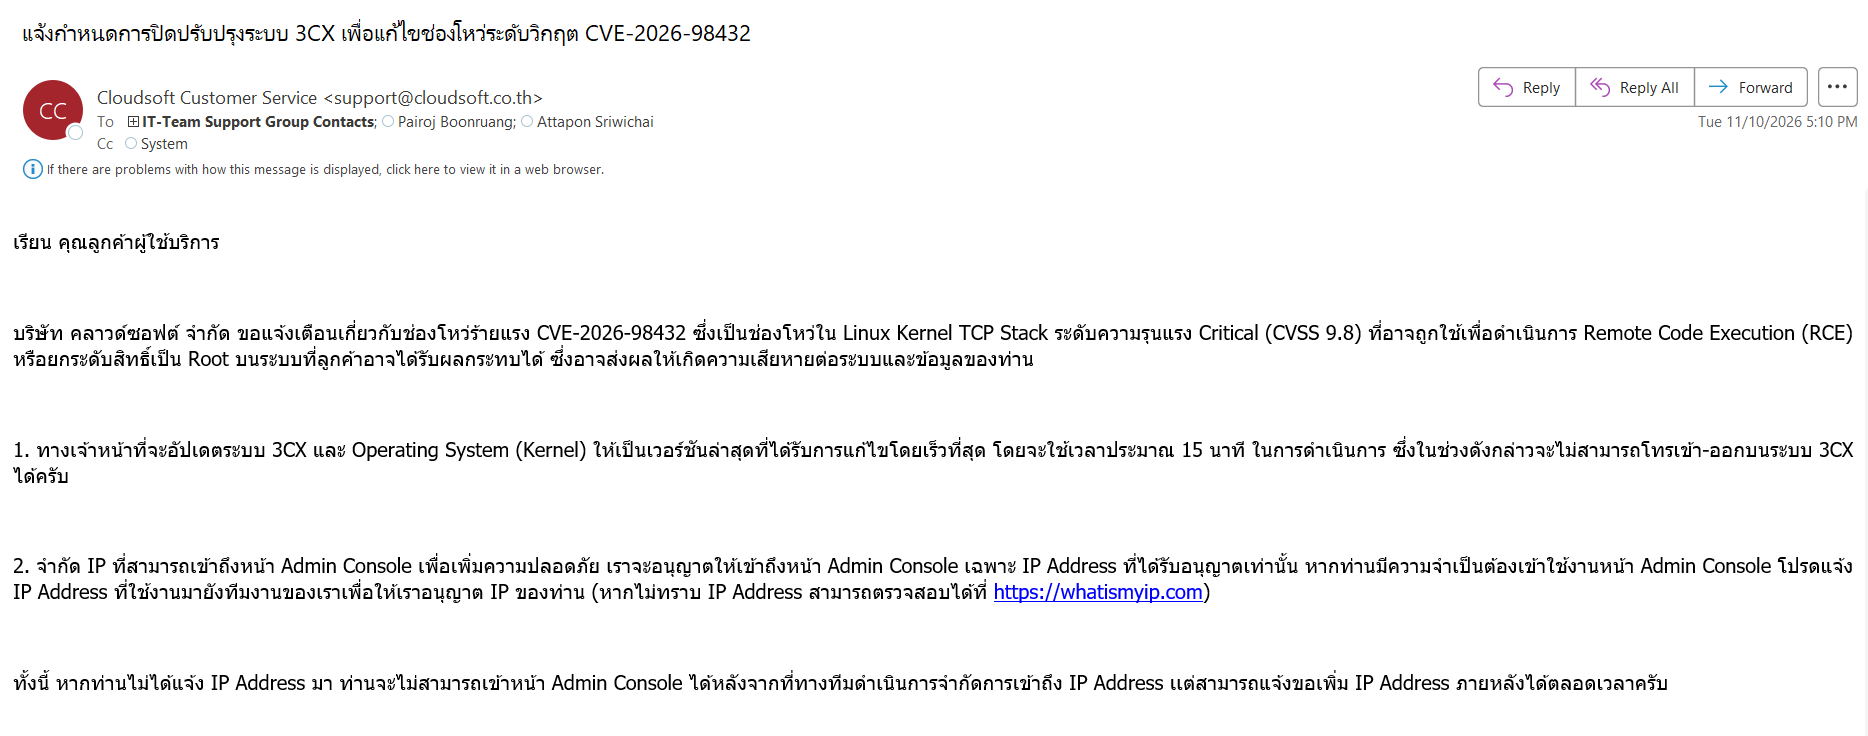 แจ้งกำหนดการปิดปรับปรุงระบบ 3CX เพื่อแก้ไขช่องโหว่ระดับวิกฤต CVE-2026-98432
CC
Cloudsoft Customer Service <support@cloudsoft.co.th>
Reply
Reply All
Forward
To IT-Team Support Group Contacts; Pairoj Boonruang; Attapon Sriwichai
Tue 11/10/2026 5:10 PM
Cc System
If there are problems with how this message is displayed, click here to view it in a web browser.
เรียน คุณลูกค้าผู้ใช้บริการ
บริษัท คลาวด์ซอฟต์ จำกัด ขอแจ้งเตือนเกี่ยวกับช่องโหว่ร้ายแรง CVE-2026-98432 ซึ่งเป็นช่องโหว่ใน Linux Kernel TCP Stack ระดับความรุนแรง Critical (CVSS 9.8) ที่อาจถูกใช้เพื่อดำเนินการ Remote Code Execution (RCE)
หรือยกระดับสิทธิ์เป็น Root บนระบบที่ลูกค้าอาจได้รับผลกระทบได้ ซึ่งอาจส่งผลให้เกิดความเสียหายต่อระบบและข้อมูลของท่าน
1. ทางเจ้าหน้าที่จะอัปเดตระบบ 3CX และ Operating System (Kernel) ให้เป็นเวอร์ชันล่าสุดที่ได้รับการแก้ไขโดยเร็วที่สุด โดยจะใช้เวลาประมาณ 15 นาที ในการดำเนินการ ซึ่งในช่วงดังกล่าวจะไม่สามารถโทรเข้า-ออกบนระบบ 3CX
ได้ครับ
2. จำกัด IP ที่สามารถเข้าถึงหน้า Admin Console เพื่อเพิ่มความปลอดภัย เราจะอนุญาตให้เข้าถึงหน้า Admin Console เฉพาะ IP Address ที่ได้รับอนุญาตเท่านั้น หากท่านมีความจำเป็นต้องเข้าใช้งานหน้า Admin Console โปรดแจ้ง
IP Address ที่ใช้งานมายังทีมงานของเราเพื่อให้เราอนุญาต IP ของท่าน (หากไม่ทราบ IP Address สามารถตรวจสอบได้ที่ https://whatismyip.com)
ทั้งนี้ หากท่านไม่ได้แจ้ง IP Address มา ท่านจะไม่สามารถเข้าหน้า Admin Console ได้หลังจากที่ทางทีมดำเนินการจำกัดการเข้าถึง IP Address แต่สามารถแจ้งขอเพิ่ม IP Address ภายหลังได้ตลอดเวลาครับ